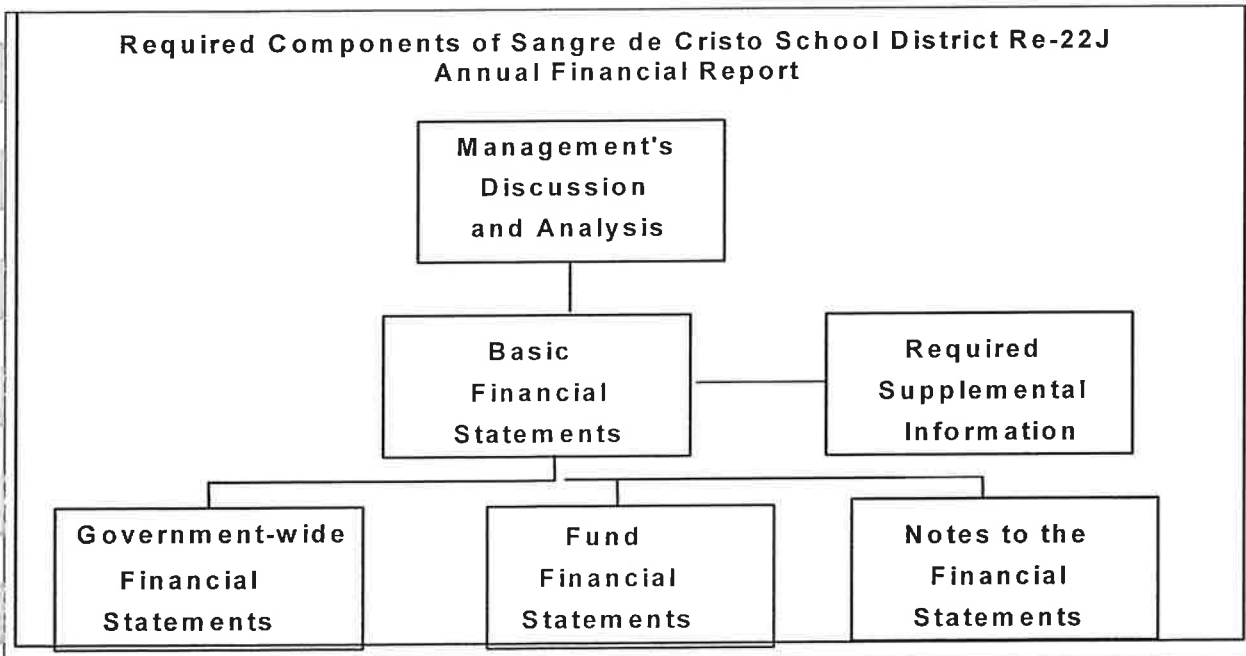 Required Components of Sangre de Cristo School District Re-22J
Annual Financial Report
Management's
Discussion
and Analysis
Basic
Financial
Statements
Required
Supplemental
Information
Government-wide
Financial
Statements
Fund
Financial
Statements
Notes to the
Financial
Statements